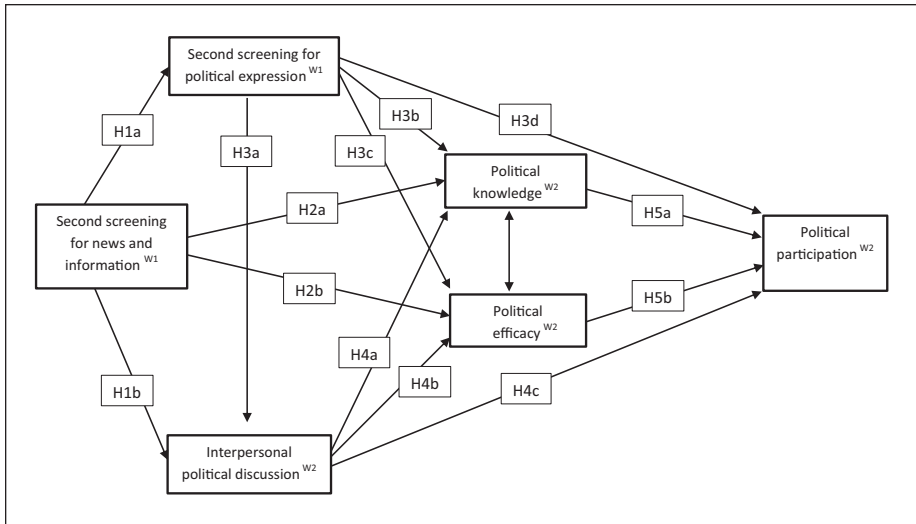 Second screening for
political expression W1
H1a
H3a
H3b
H3c
H3d
Political
knowledge W2
H2a
H5a
Second screening
for news and
information W1
Political
participation W2
H2b
Political
efficacy W2
H5b
H4a
H4b
H4c
H1b
Interpersonal
political discussion W2